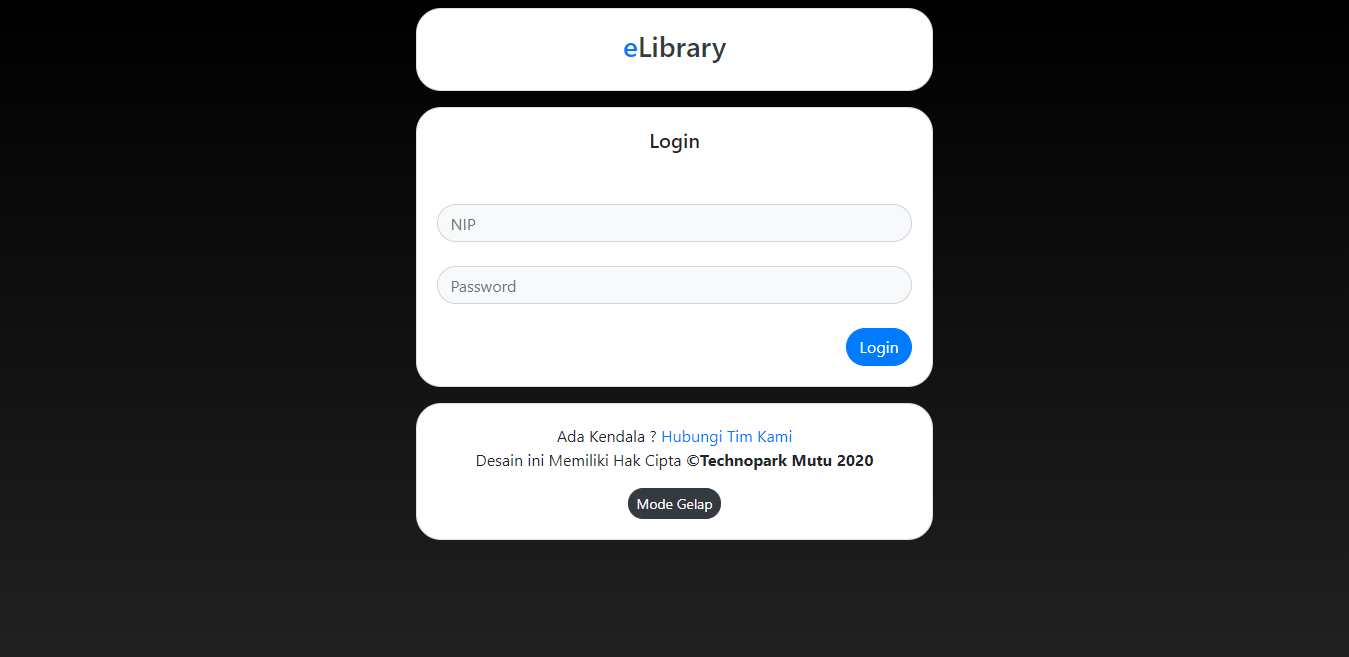 eLibrary
Login
NIP
Password
Login
Ada Kendala ? Hubungi Tim Kami
Desain ini Memiliki Hak Cipta ©Technopark Mutu 2020
Mode Gelap